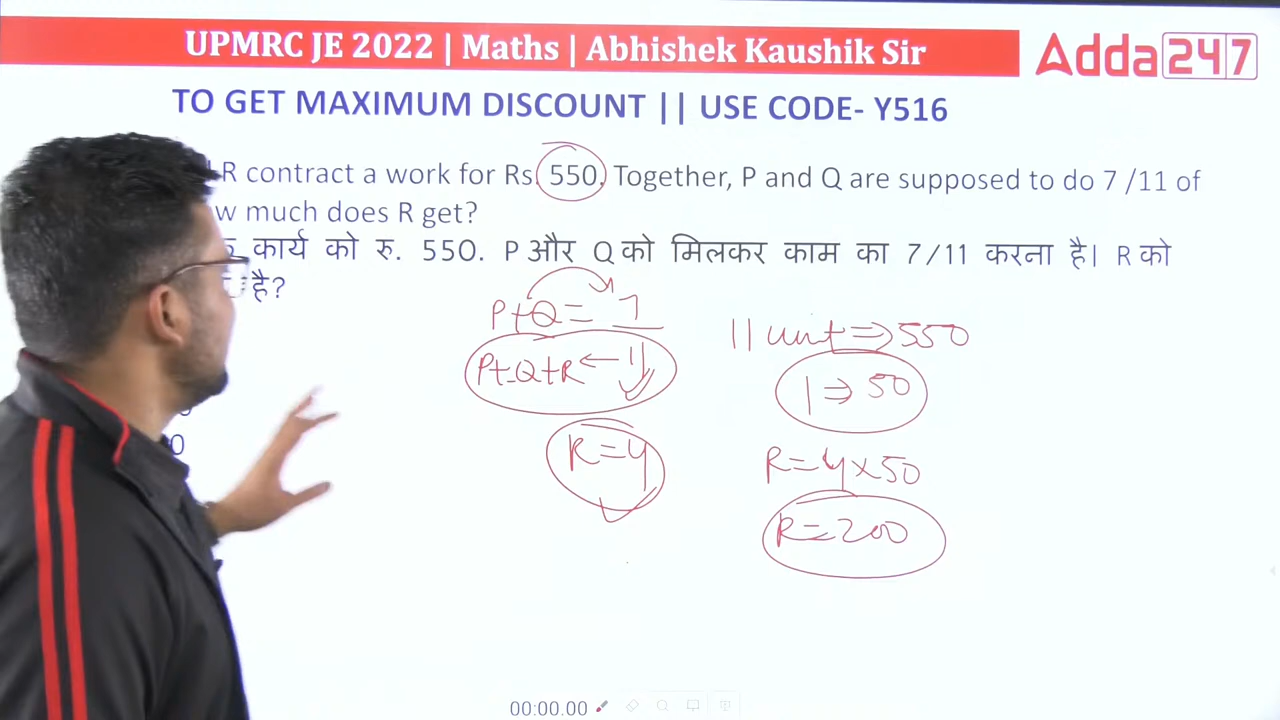 UPMRC JE 2022 | Maths | Abhishek Kaushik Sir
Adda247
TO GET MAXIMUM DISCOUNT || USE CODE- Y516
R contract a work for Rs. 550. Together, P and Q are supposed to do 7 /11 of
much does R get?
कार्य को रु. 550. P और Q को मिलकर काम का 7/11 करना है। R को
है?
P+Q = 7
P+Q+R ← 11
R=4
11 unit ⇒ 550
1 ⇒ 50
R=4×50
R=200
00:00.00